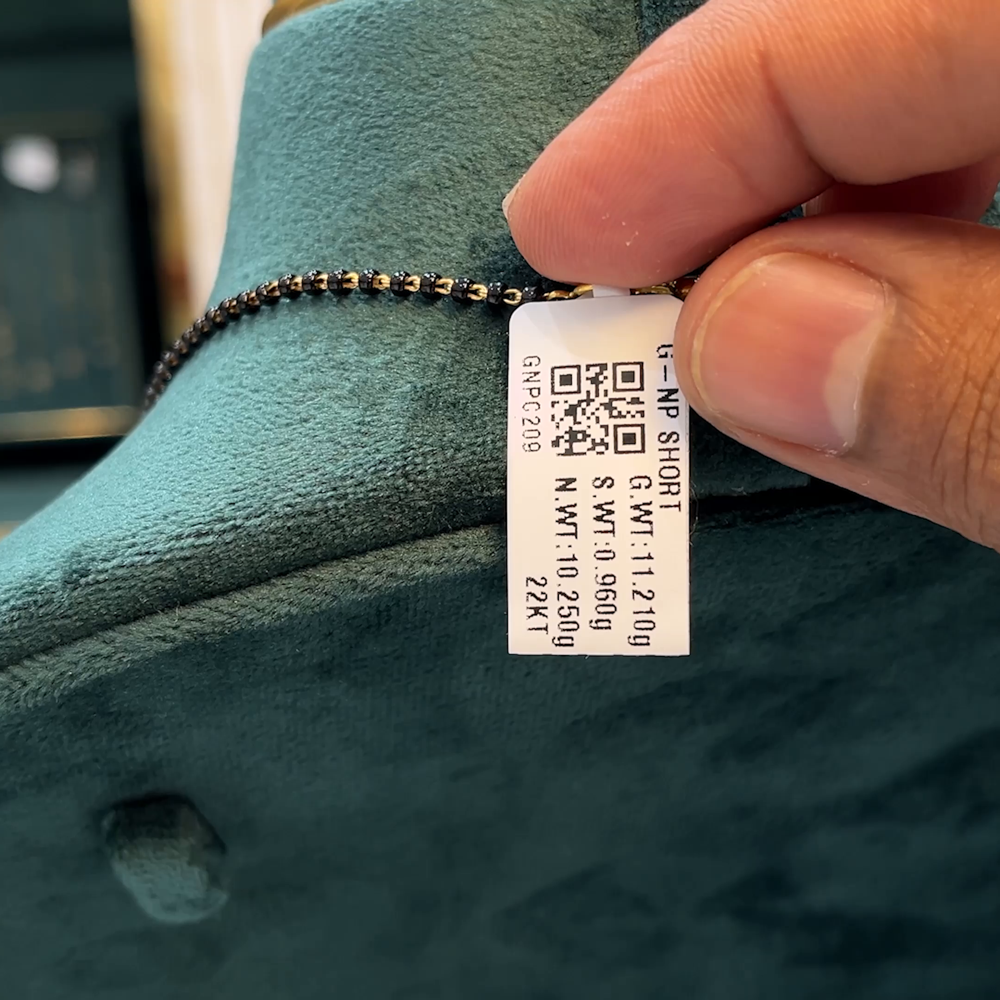 G-NP SHORT
G.WT:11.210g
S.WT:0.960g
N.WT:10.250g
22KT
GNPC209